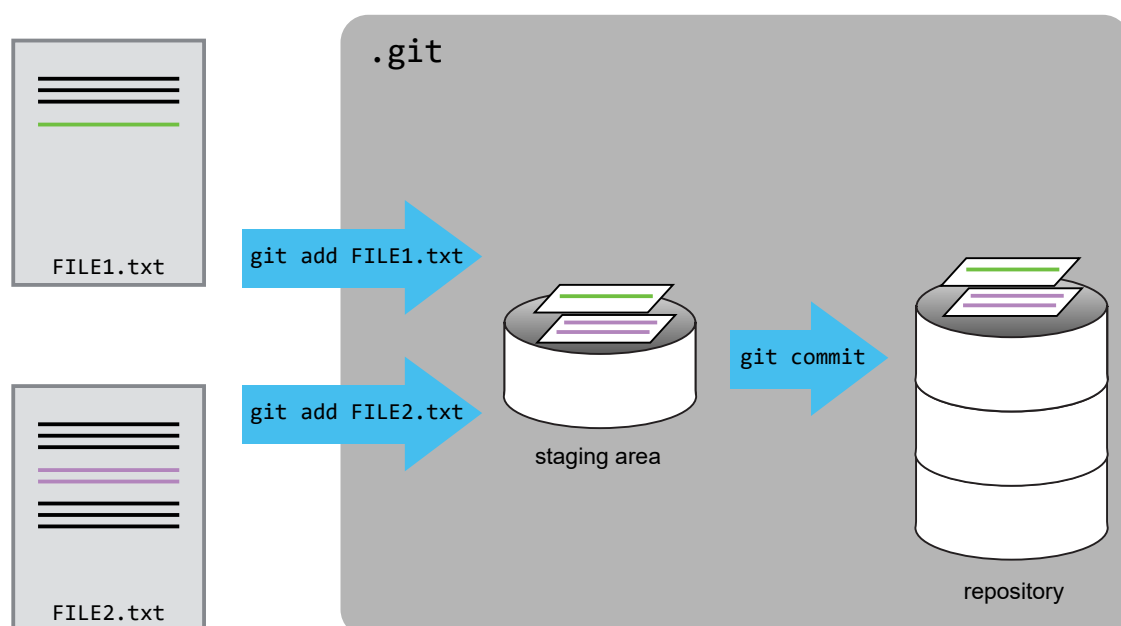 .git
FILE1.txt
git add FILE1.txt
git add FILE2.txt
git commit
staging area
repository
FILE2.txt